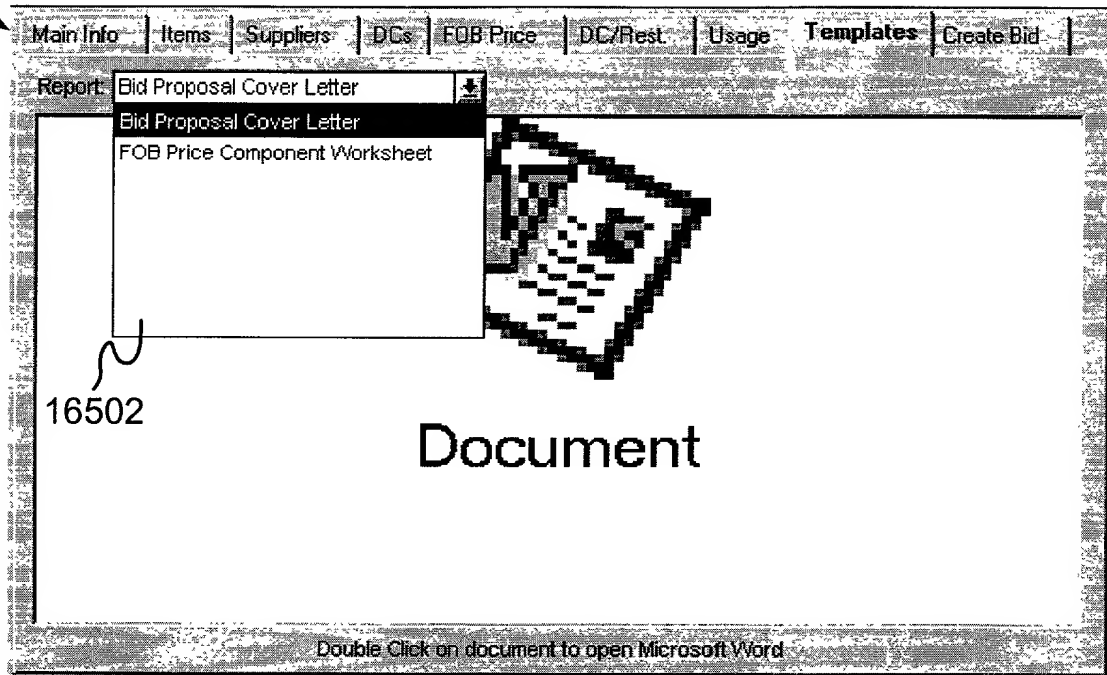 Main Info Items Suppliers DCs FOB Price DC/Rest. Usage Templates Create Bid
Report: Bid Proposal Cover Letter
Bid Proposal Cover Letter
FOB Price Component Worksheet
16502
Document
Double Click on document to open Microsoft Word